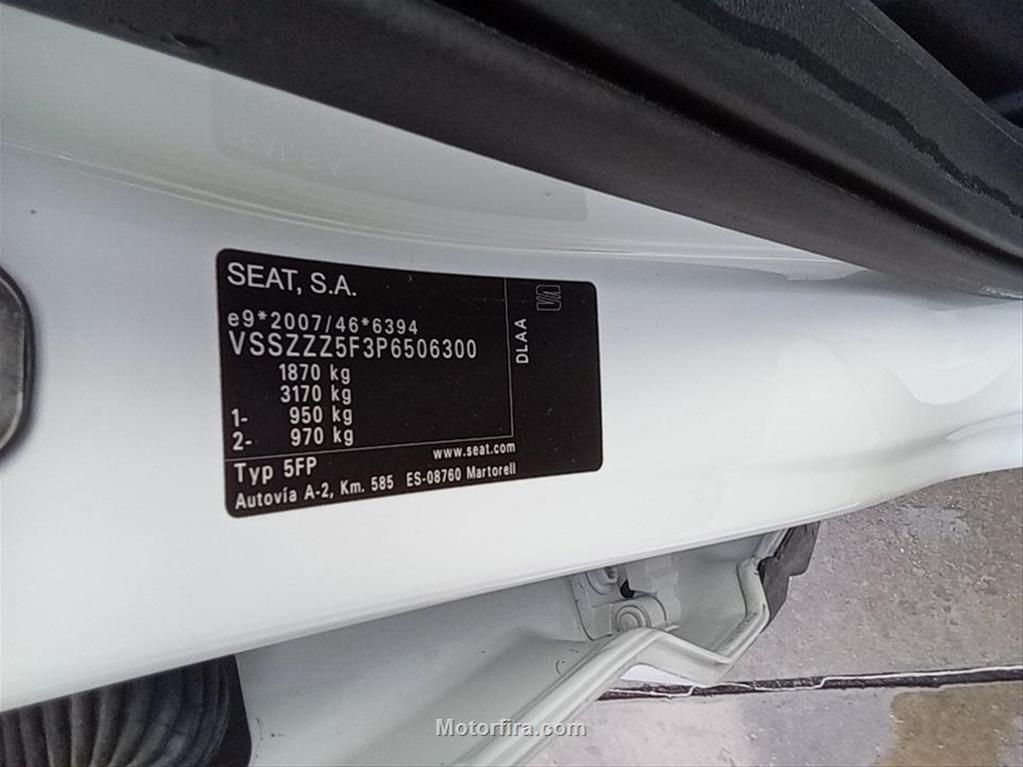 SEAT, S.A.
e9*2007/46*6394
VSSZZZ5F3P6506300
1870 kg
3170 kg
1- 950 kg
2- 970 kg
DLAA
www.seat.com
Typ 5FP
Autovía A-2, Km. 585 ES-08760 Martorell
Motorfira.com